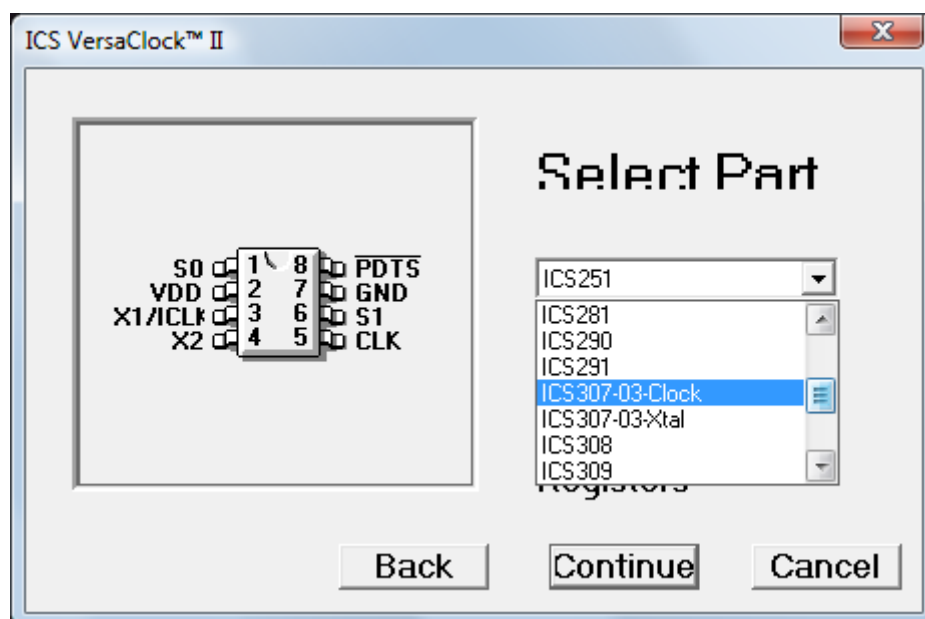 ICS VersaClock™ II
Select Part
S0 1 8 PDTS
VDD 2 7 GND
X1/ICLK 3 6 S1
X2 4 5 CLK
ICS251
ICS281
ICS290
ICS291
ICS307-03-Clock
ICS307-03-Xtal
ICS308
ICS309
Back Continue Cancel